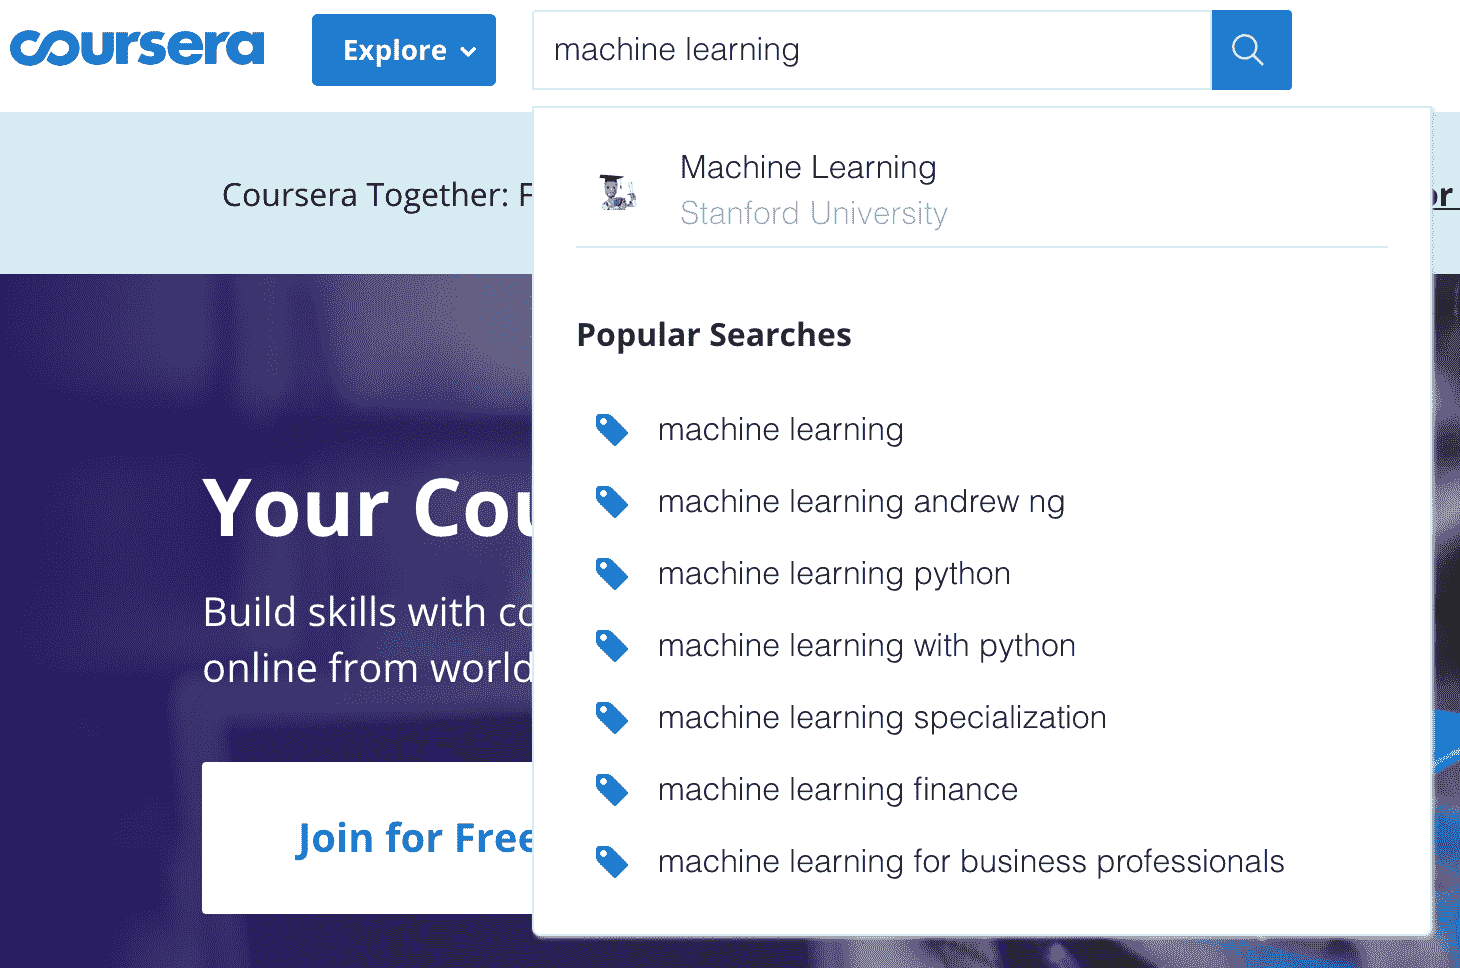 coursera
Explore
machine learning
Machine Learning
Stanford University
Coursera Together:
Popular Searches
machine learning
machine learning andrew ng
machine learning python
machine learning with python
machine learning specialization
machine learning finance
machine learning for business professionals
Your
Build skills with
online from world
Join for Free